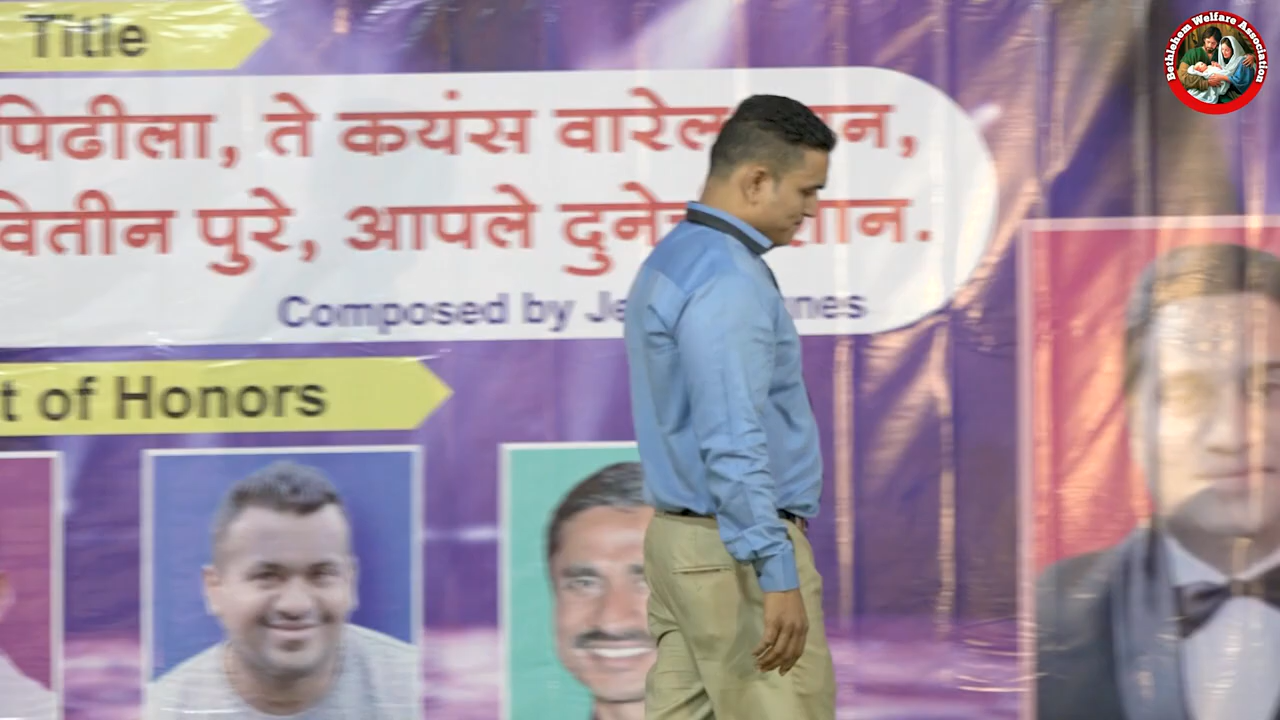 Title
पिढीला, ते कयंस वारेल
वितीन पुरे, आपले
Composed by
of Honors
Bethlehem Welfare Association